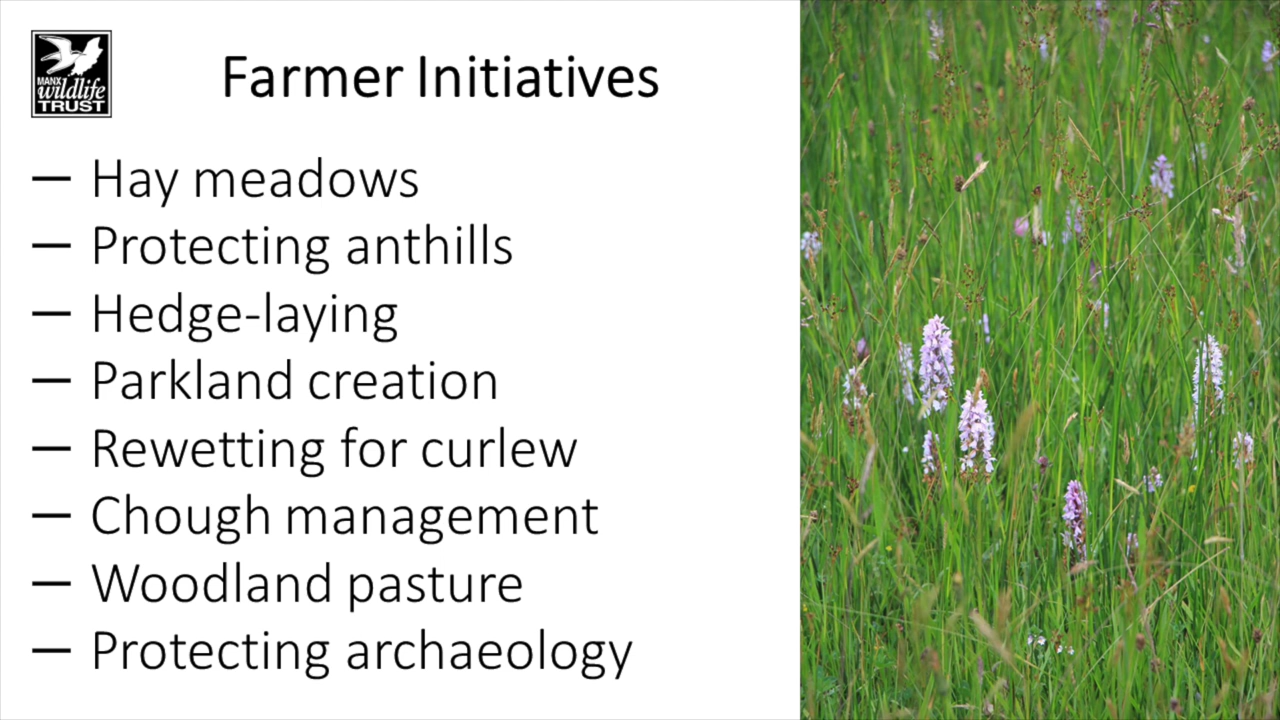 MANX
wildlife
TRUST
Farmer Initiatives
— Hay meadows
— Protecting anthills
— Hedge-laying
— Parkland creation
— Rewetting for curlew
— Chough management
— Woodland pasture
— Protecting archaeology